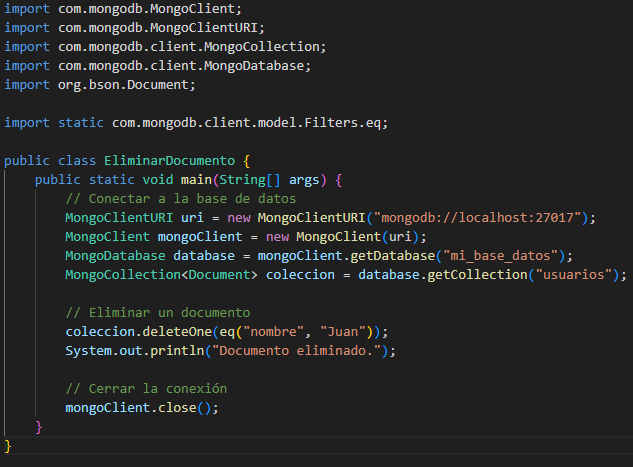 import com.mongodb.MongoClient;
import com.mongodb.MongoClientURI;
import com.mongodb.client.MongoCollection;
import com.mongodb.client.MongoDatabase;
import org.bson.Document;

import static com.mongodb.client.model.Filters.eq;

public class EliminarDocumento {
    public static void main(String[] args) {
        // Conectar a la base de datos
        MongoClientURI uri = new MongoClientURI("mongodb://localhost:27017");
        MongoClient mongoClient = new MongoClient(uri);
        MongoDatabase database = mongoClient.getDatabase("mi_base_datos");
        MongoCollection<Document> coleccion = database.getCollection("usuarios");

        // Eliminar un documento
        coleccion.deleteOne(eq("nombre", "Juan"));
        System.out.println("Documento eliminado.");

        // Cerrar la conexión
        mongoClient.close();
    }
}